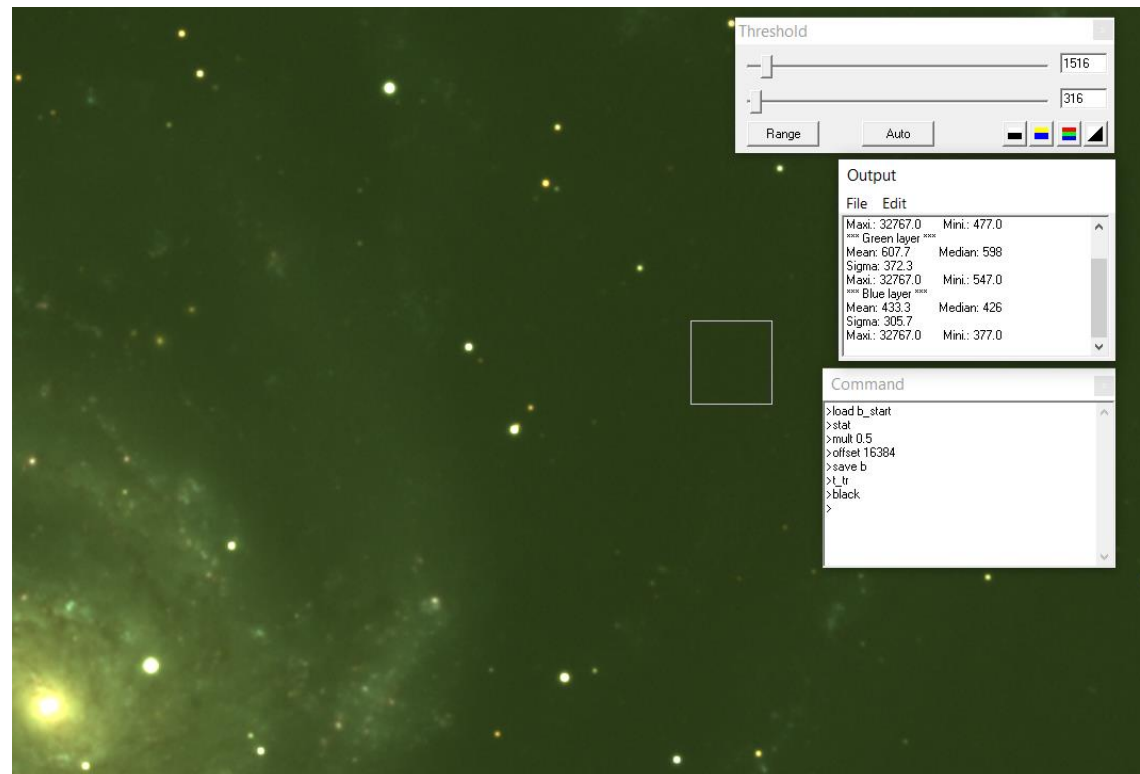 Threshold
1516
316
Range Auto
Output
File Edit
Maxi.: 32767.0 Mini.: 477.0
*** Green layer ***
Mean: 607.7 Median: 598
Sigma: 372.3
Maxi.: 32767.0 Mini.: 547.0
*** Blue layer ***
Mean: 433.3 Median: 426
Sigma: 305.7
Maxi.: 32767.0 Mini.: 377.0
Command
>load b_start
>stat
>mult 0.5
>offset 16384
>save b
>t_tr
>black
>